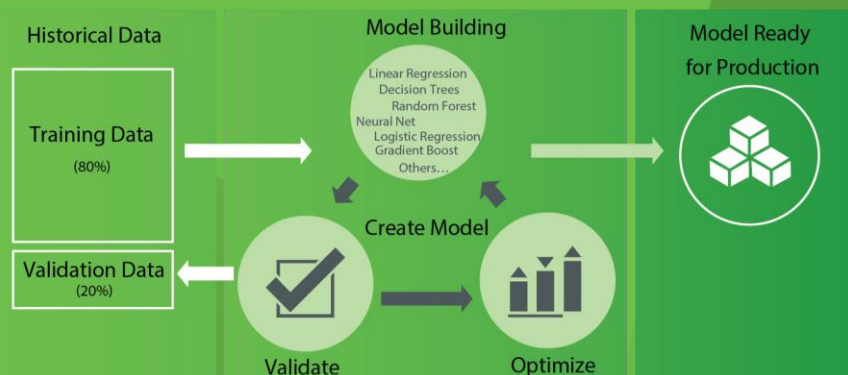 Historical Data
Training Data
(80%)
Validation Data
(20%)
Model Building
Linear Regression
Decision Trees
Random Forest
Neural Net
Logistic Regression
Gradient Boost
Others...
Create Model
Validate
Optimize
Model Ready
for Production